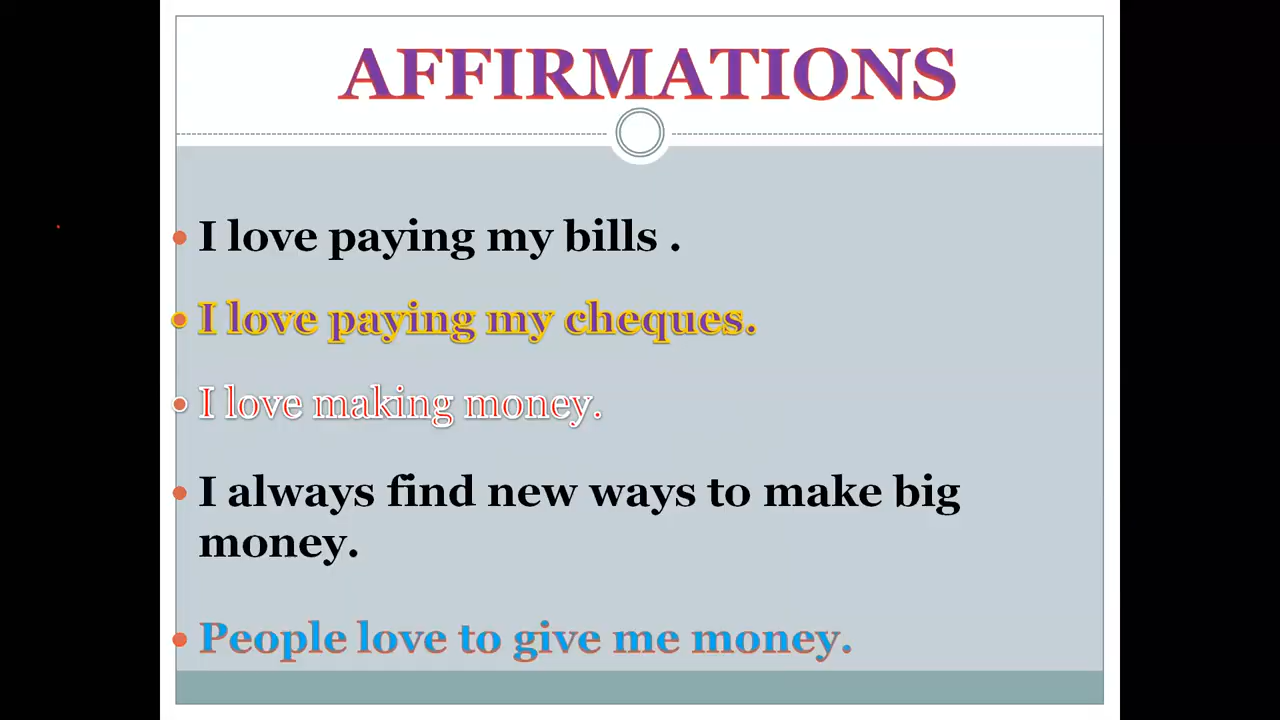 AFFIRMATIONS
• I love paying my bills .
• I love paying my cheques.
• I love making money.
• I always find new ways to make big
money.
• People love to give me money.